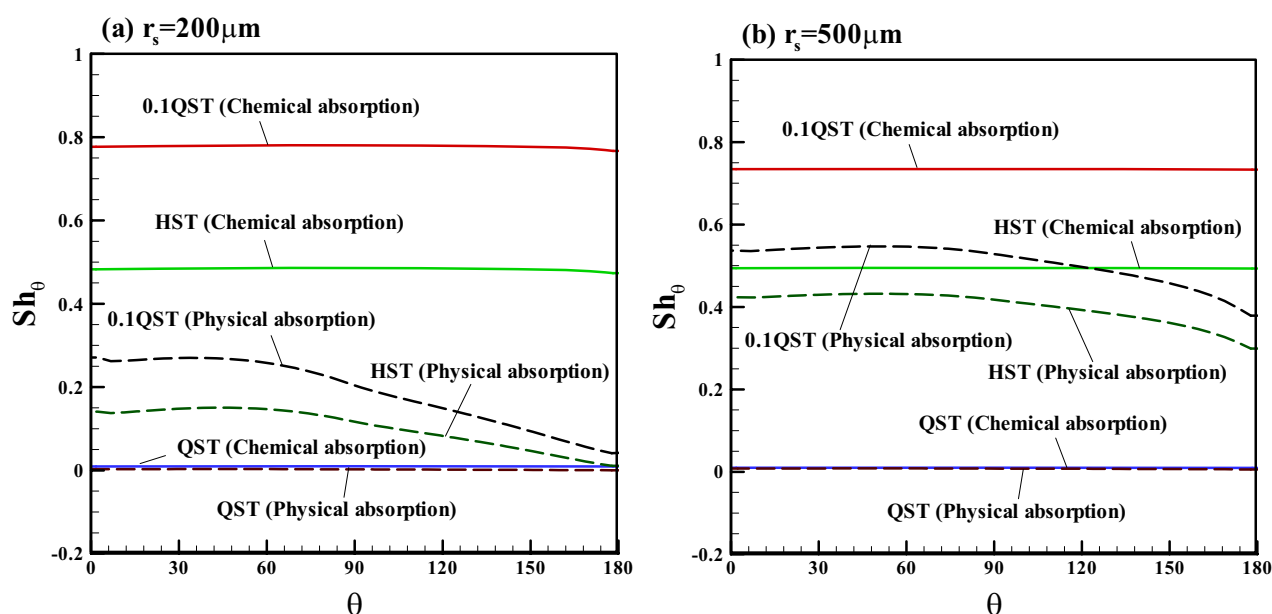 (a) r_s=200μm
1
0.8
0.6
0.4
0.2
0
-0.2
Sh_θ
0.1QST (Chemical absorption)
HST (Chemical absorption)
0.1QST (Physical absorption)
HST (Physical absorption)
QST (Chemical absorption)
QST (Physical absorption)
0 30 60 90 120 150 180
θ
(b) r_s=500μm
1
0.8
0.6
0.4
0.2
0
-0.2
Sh_θ
0.1QST (Chemical absorption)
HST (Chemical absorption)
0.1QST (Physical absorption)
HST (Physical absorption)
QST (Chemical absorption)
QST (Physical absorption)
0 30 60 90 120 150 180
θ